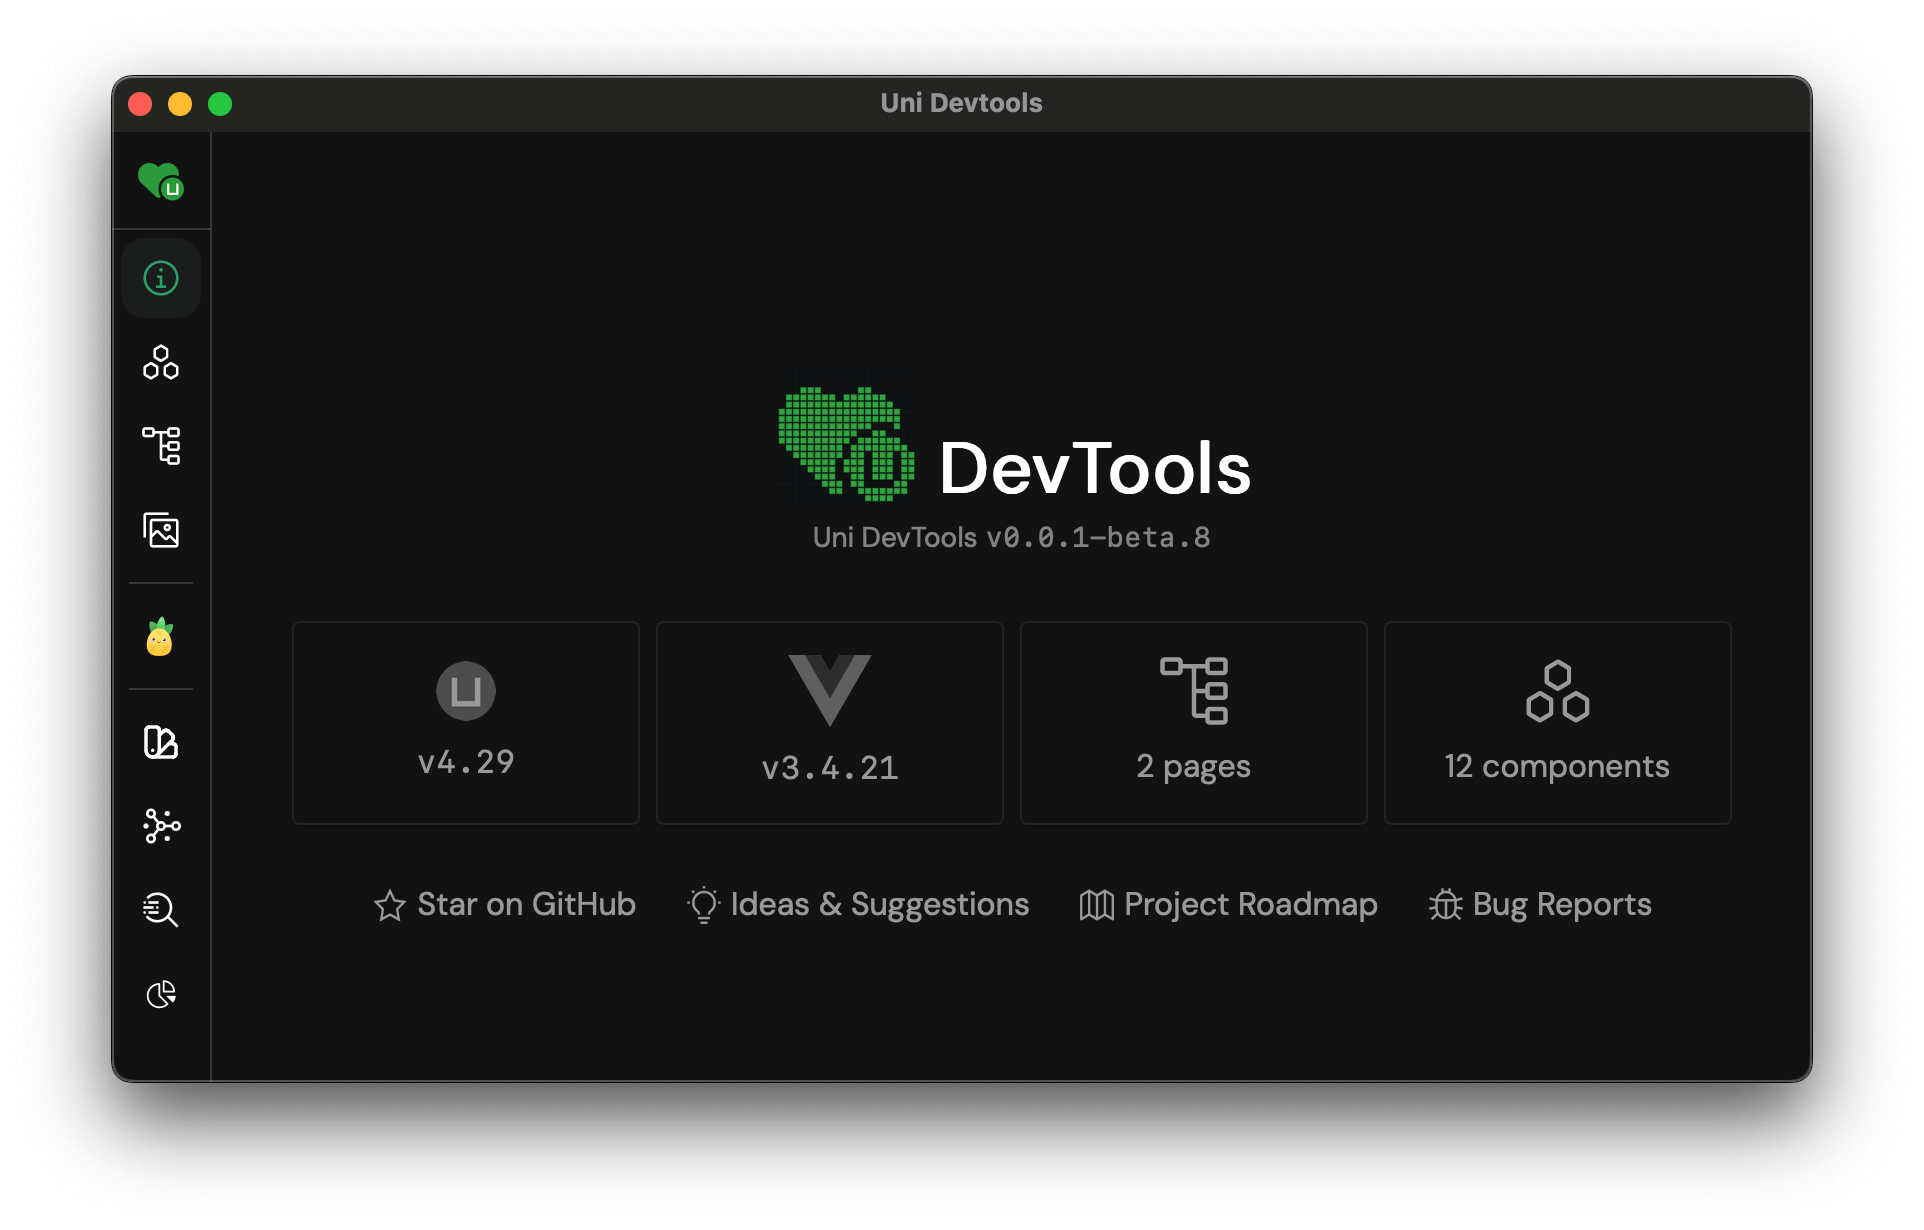 Uni Devtools
DevTools
Uni DevTools v0.0.1-beta.8
v4.29
v3.4.21
2 pages
12 components
Star on GitHub
Ideas & Suggestions
Project Roadmap
Bug Reports